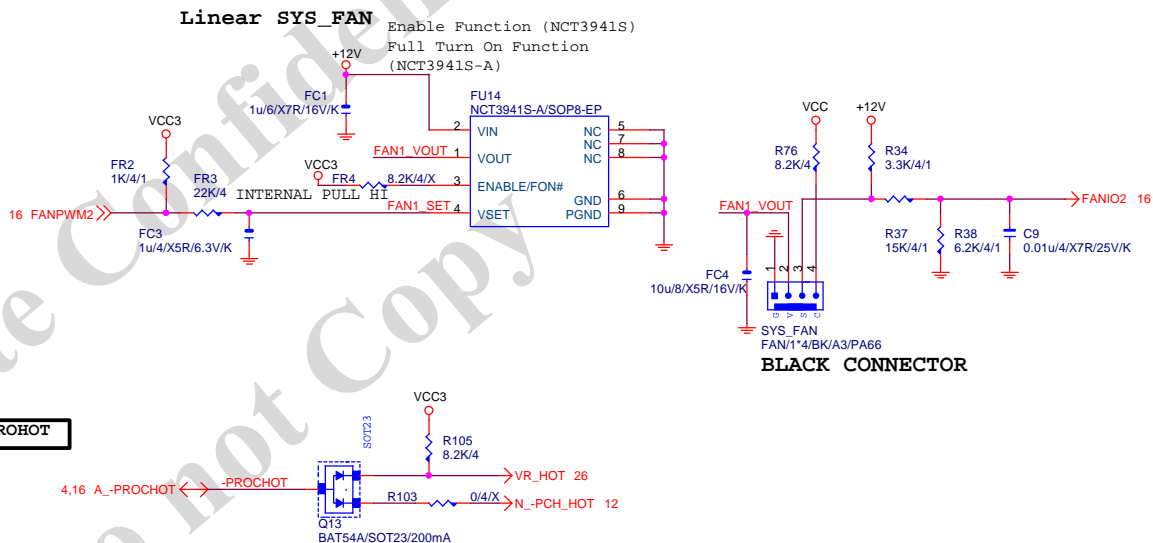 Linear SYS_FAN
Enable Function (NCT3941S)
Full Turn On Function
(NCT3941S-A)
+12V
FC1
1u/6/X7R/16V/K
FU14
NCT3941S-A/SOP8-EP
2
VIN
FAN1_VOUT
1
VOUT
VCC3
FR4
8.2K/4/X
3
ENABLE/FON#
INTERNAL PULL HI
FAN1_SET
4
VSET
NC
5
NC
7
NC
8
GND
6
PGND
9
VCC3
FR2
1K/4/1
FR3
22K/4
16 FANPWM2
FC3
1u/4/X5R/6.3V/K
VCC
+12V
R76
8.2K/4
R34
3.3K/4/1
FAN1_VOUT
FANIO2 16
R37
15K/4/1
R38
6.2K/4/1
C9
0.01u/4/X7R/25V/K
FC4
10u/8/X5R/16V/K
1
2
3
4
G
V
S
C
SYS_FAN
FAN/1*4/BK/A3/PA66
BLACK CONNECTOR
ROHOT
VCC3
SOT23
R105
8.2K/4
4,16 A_-PROCHOT
-PROCHOT
VR_HOT 26
R103
0/4/X
N_-PCH_HOT 12
Q13
BAT54A/SOT23/200mA
Confiden
te
Do not Copy